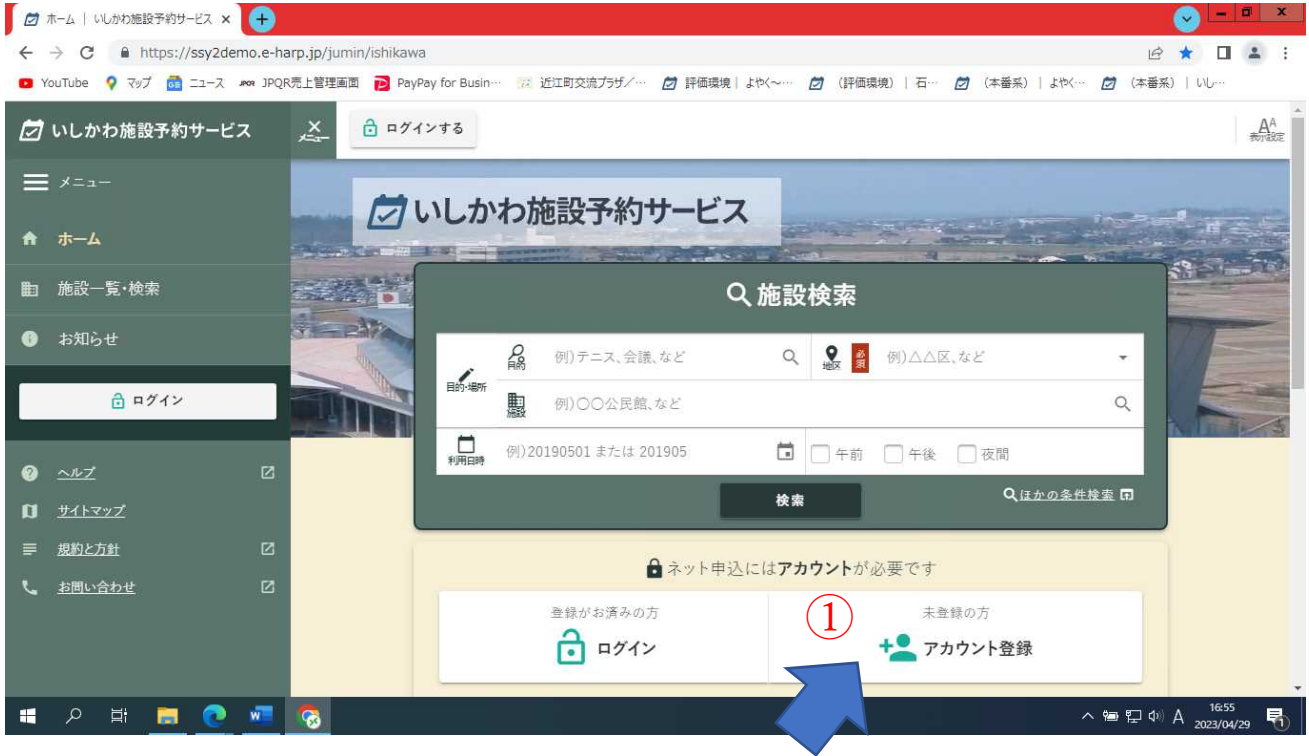 ホーム | いしかわ施設予約サービス
https://ssy2demo.e-harp.jp/jumin/ishikawa
YouTube マップ ニュース JPQR売上管理画面 PayPay for Busin… 近江町交流プラザ/… 評価環境 | よやく～… (評価環境) | 石… (本番系) | よやく… (本番系) | いし…
いしかわ施設予約サービス メニュー ログインする AA 表示設定
メニュー
いしかわ施設予約サービス
ホーム
施設一覧・検索
お知らせ
ログイン
ヘルプ
サイトマップ
規約と方針
お問い合わせ
施設検索
目的・場所 目的 例)テニス、会議、など 地区 必須 例)△△区、など
施設 例)〇〇公民館、など
利用日時 例)20190501 または 201905 午前 午後 夜間
検索 ほかの条件検索
ネット申込にはアカウントが必要です
登録がお済みの方
ログイン
①
未登録の方
アカウント登録
A 16:55
2023/04/29
1